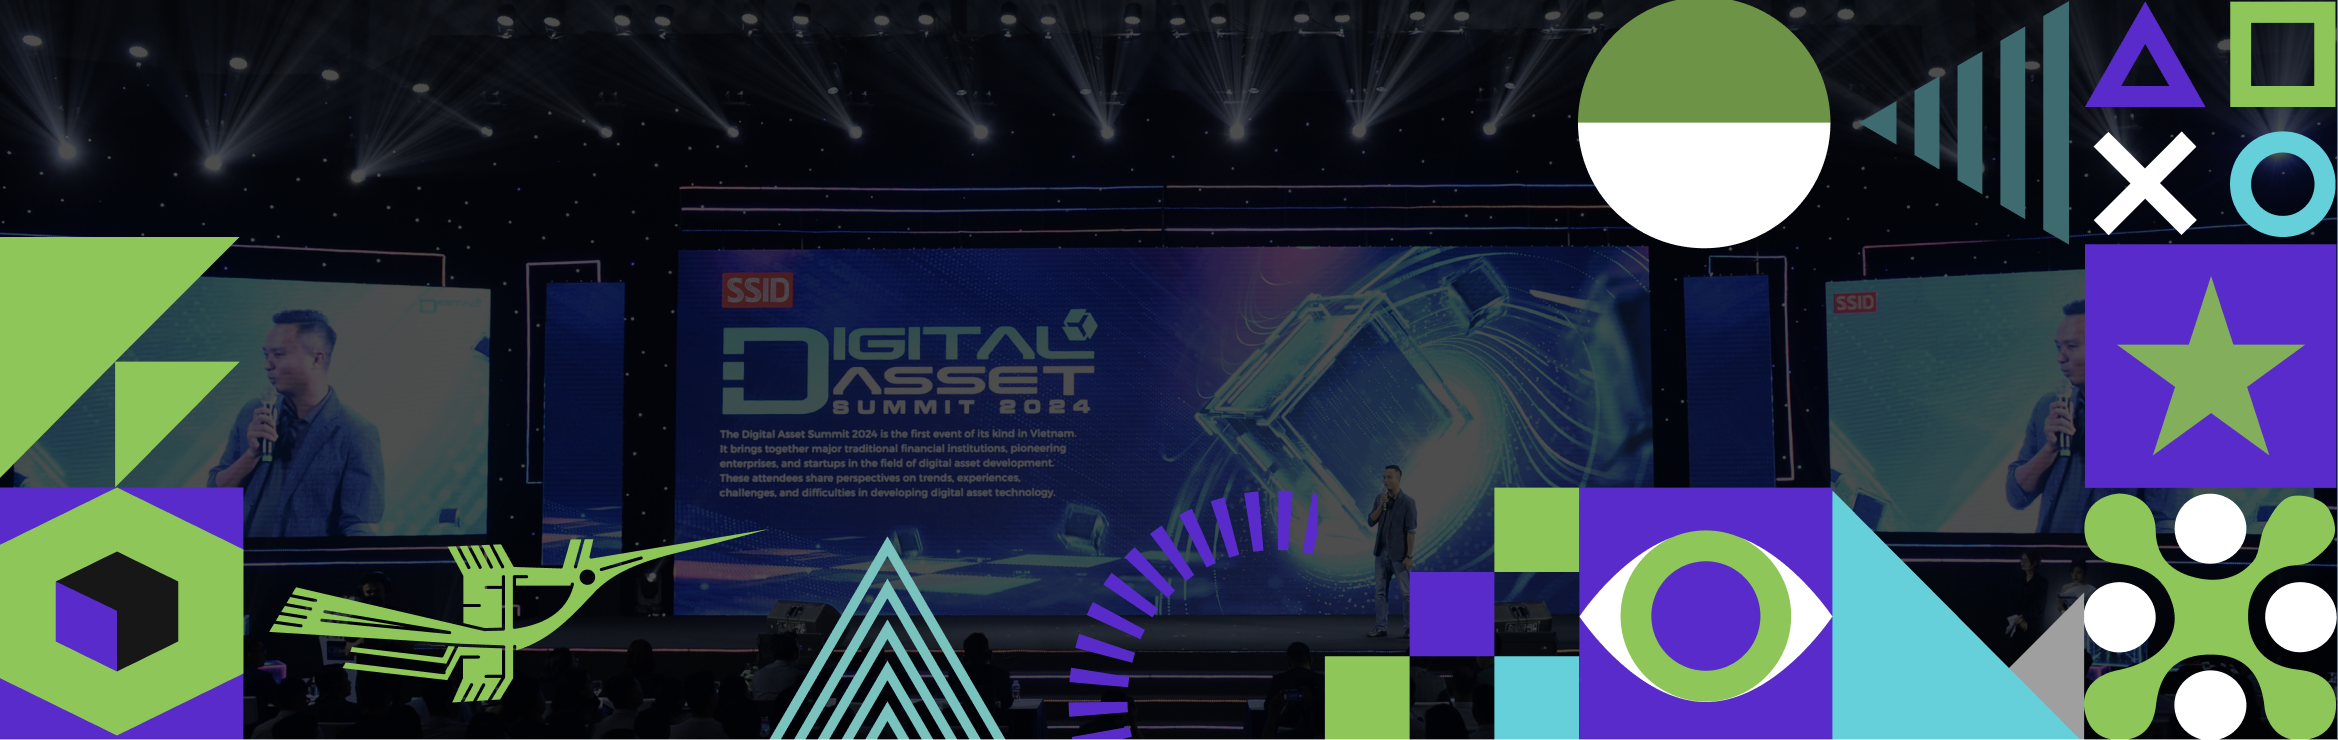 SSID
DIGITAL
ASSET
SUMMIT 2024
The Digital Asset Summit 2024 is the first event of its kind in Vietnam.
It brings together major traditional financial institutions, pioneering
enterprises, and startups in the field of digital asset development.
These attendees share perspectives on trends, experiences,
challenges, and difficulties in developing digital asset technology.
SSID